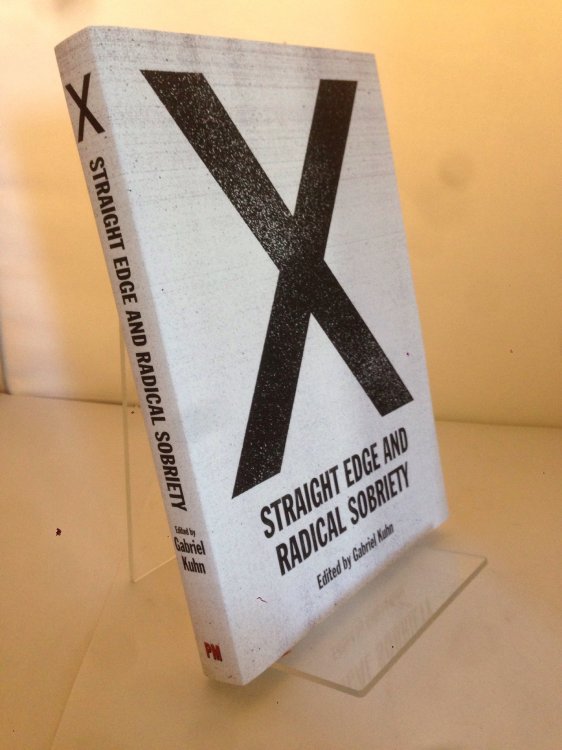 X
STRAIGHT EDGE AND RADICAL SOBRIETY
Edited by
Gabriel
Kuhn
PM
X
STRAIGHT EDGE AND
RADICAL SOBRIETY
Edited by Gabriel Kuhn